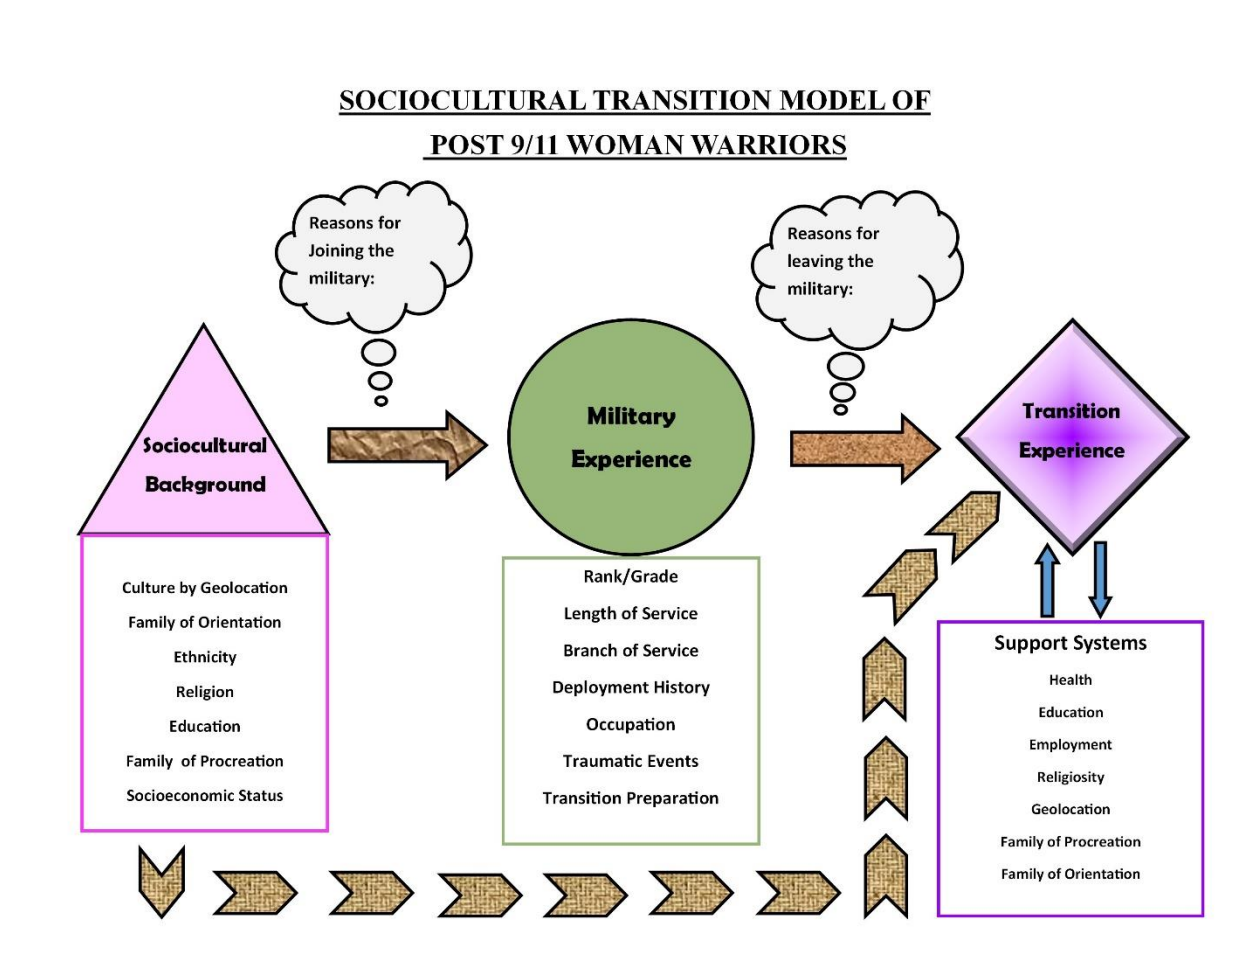 SOCIOCULTURAL TRANSITION MODEL OF
POST 9/11 WOMAN WARRIORS
Reasons for
Joining the
military:
Reasons for
leaving the
military:
Sociocultural
Background
Military
Experience
Transition
Experience
Culture by Geolocation
Family of Orientation
Ethnicity
Religion
Education
Family of Procreation
Socioeconomic Status
Rank/Grade
Length of Service
Branch of Service
Deployment History
Occupation
Traumatic Events
Transition Preparation
Support Systems
Health
Education
Employment
Religiosity
Geolocation
Family of Procreation
Family of Orientation